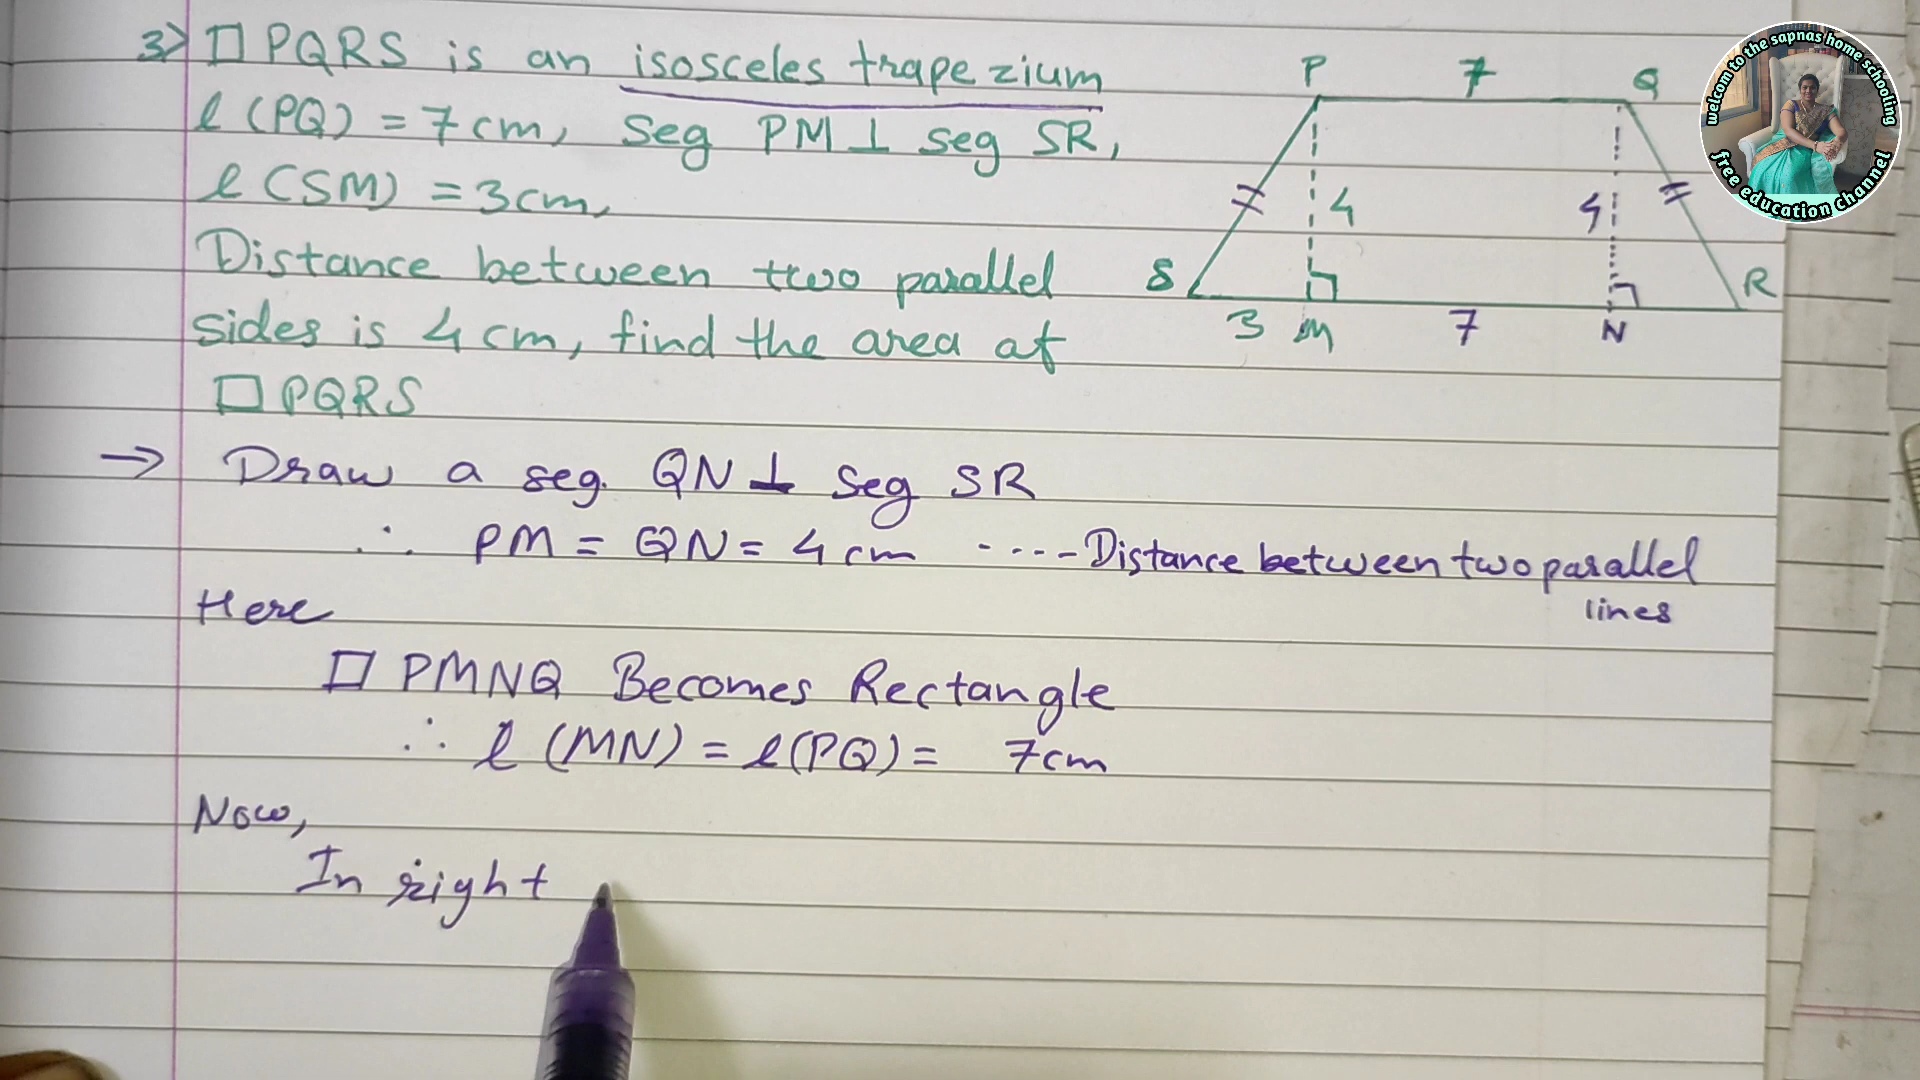 3> □ PQRS is an isosceles trapezium
l (PQ) = 7cm, seg PM ⊥ seg SR,
l (SM) = 3cm,
Distance between two parallel
sides is 4 cm, find the area at
□ PQRS
P 7 Q
4 4
S R
3 M 7 N
→ Draw a seg. QN ⊥ seg SR
∴ PM = QN = 4 cm ----- Distance between two parallel
lines
Here
□ PMNQ Becomes Rectangle
∴ l (MN) = l (PQ) = 7cm
Now,
In right
welcom to the sapnas home schooling
free education channel